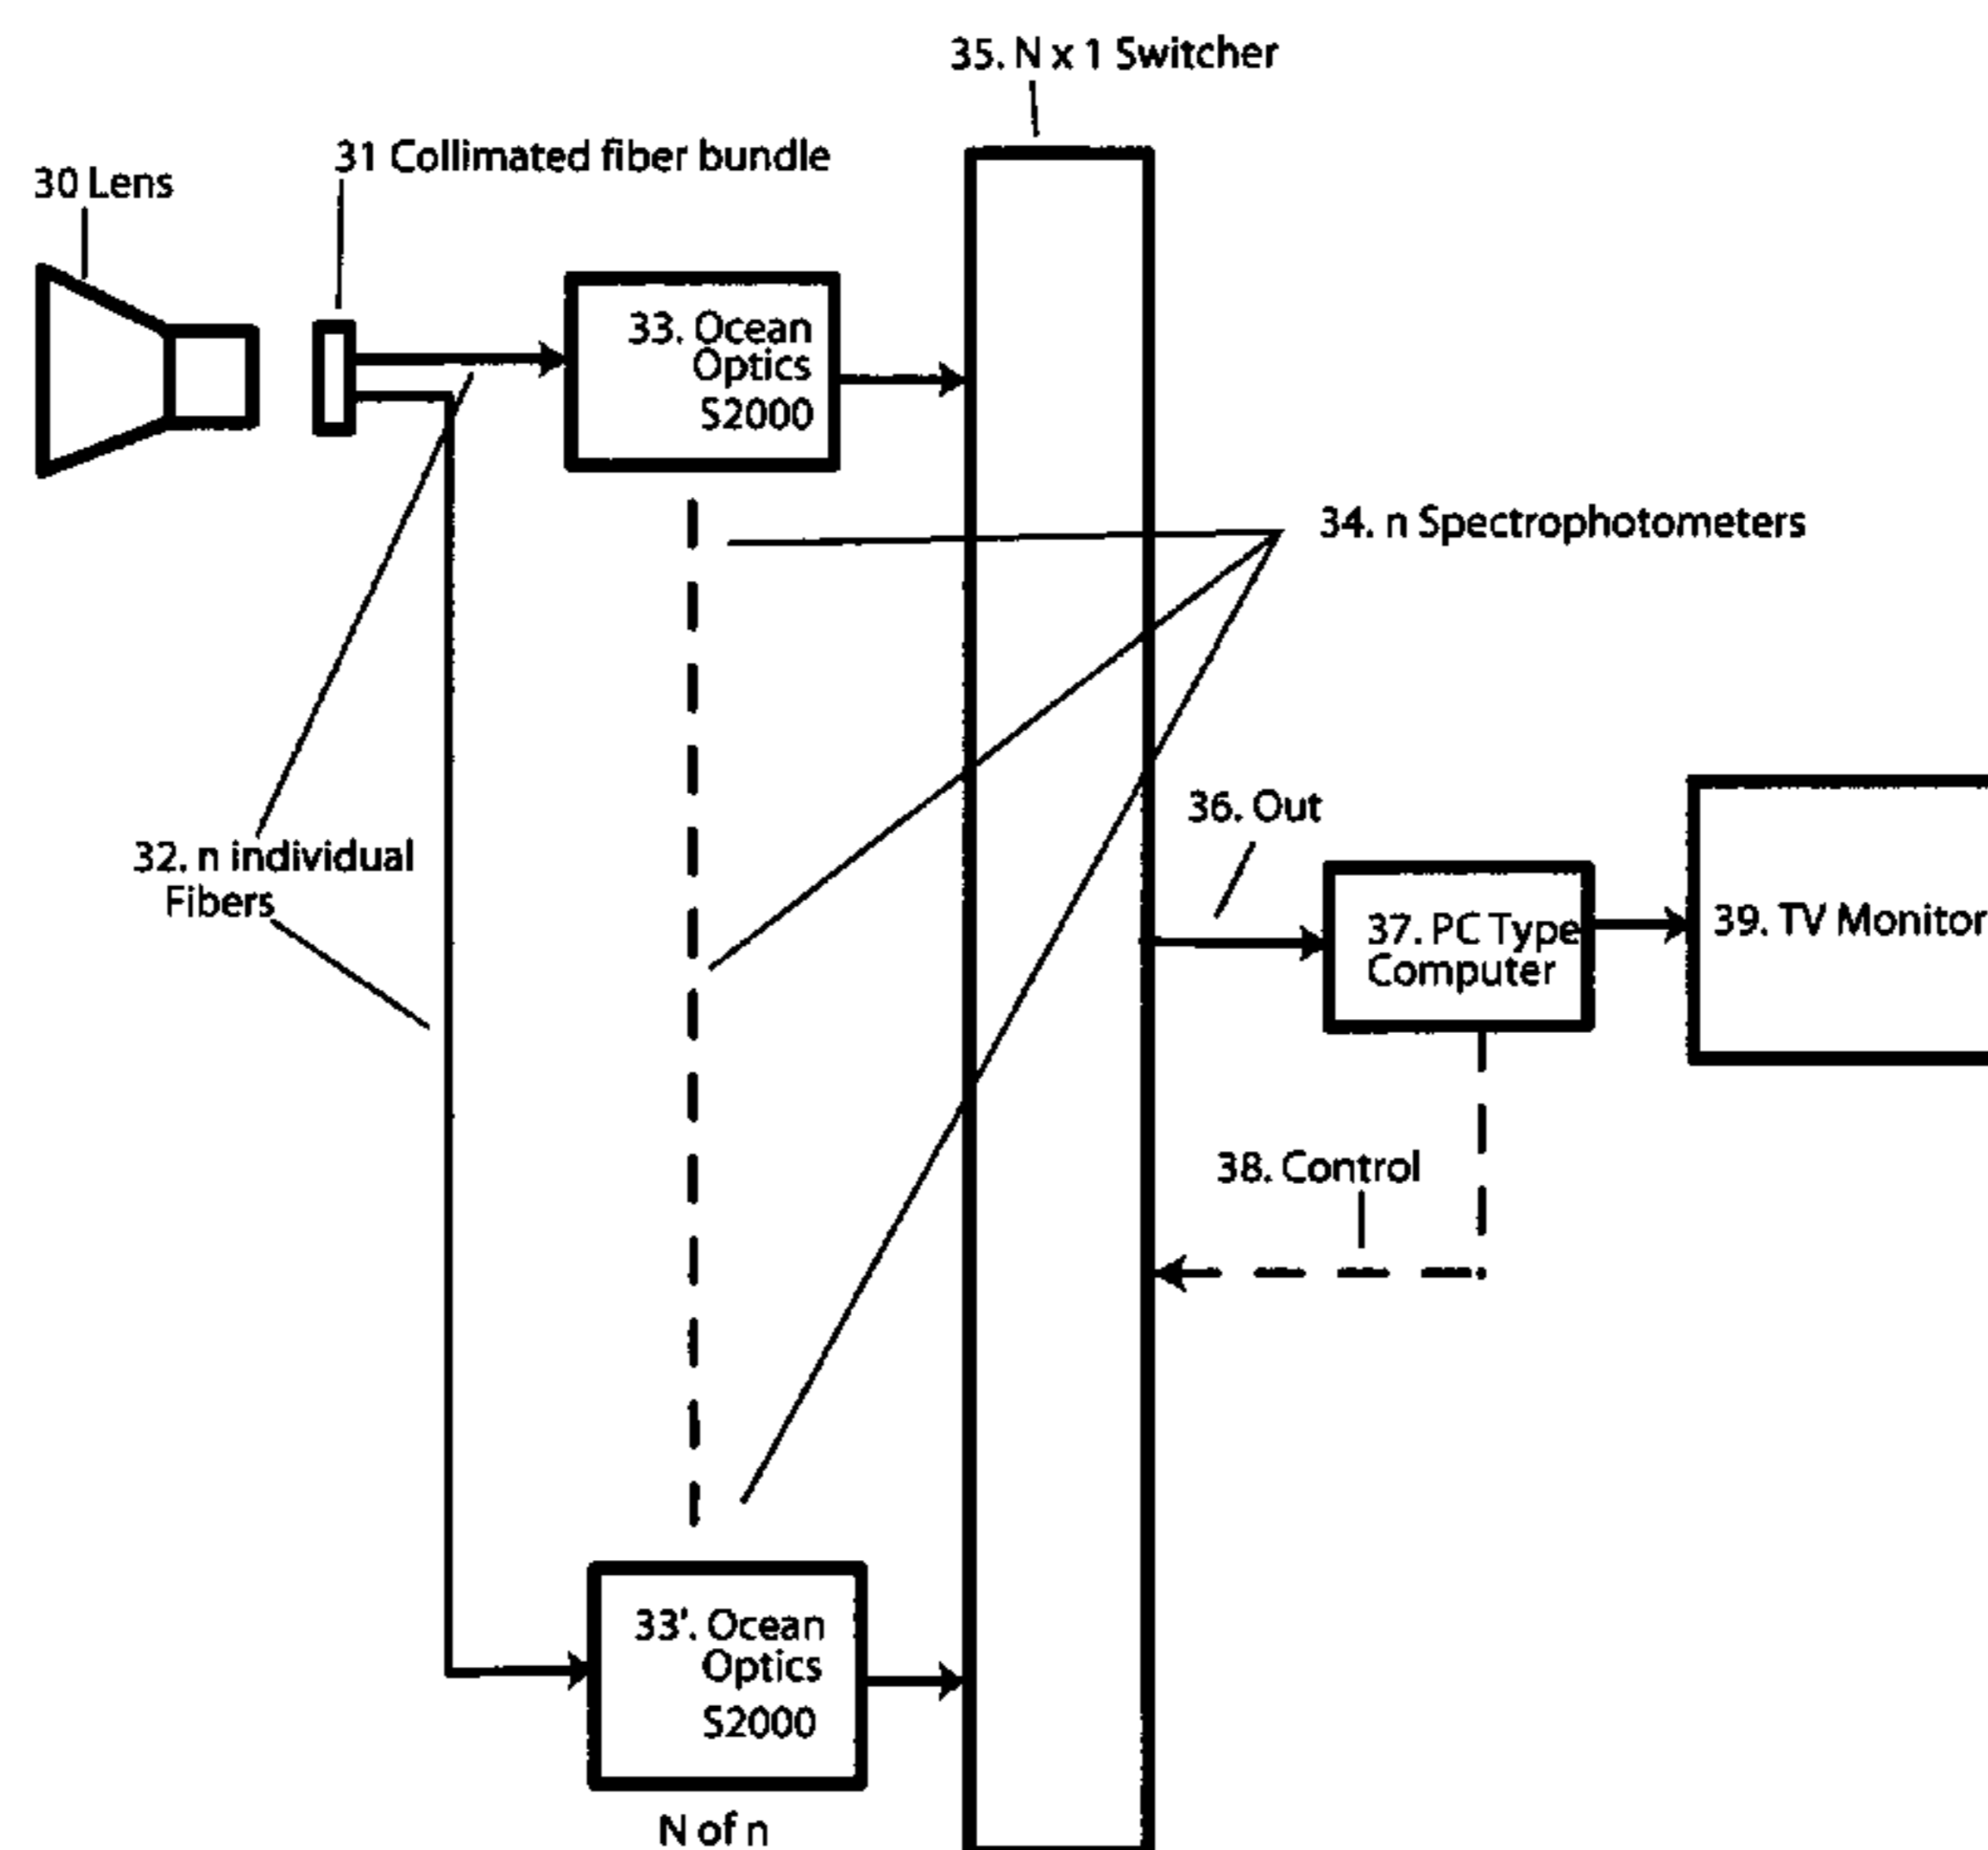 35. N x 1 Switcher
31 Collimated fiber bundle
30 Lens
33. Ocean
Optics
S2000
34. n Spectrophotometers
36. Out
32. n individual
Fibers
37. PC Type
Computer
39. TV Monitor
38. Control
33'. Ocean
Optics
S2000
N of n